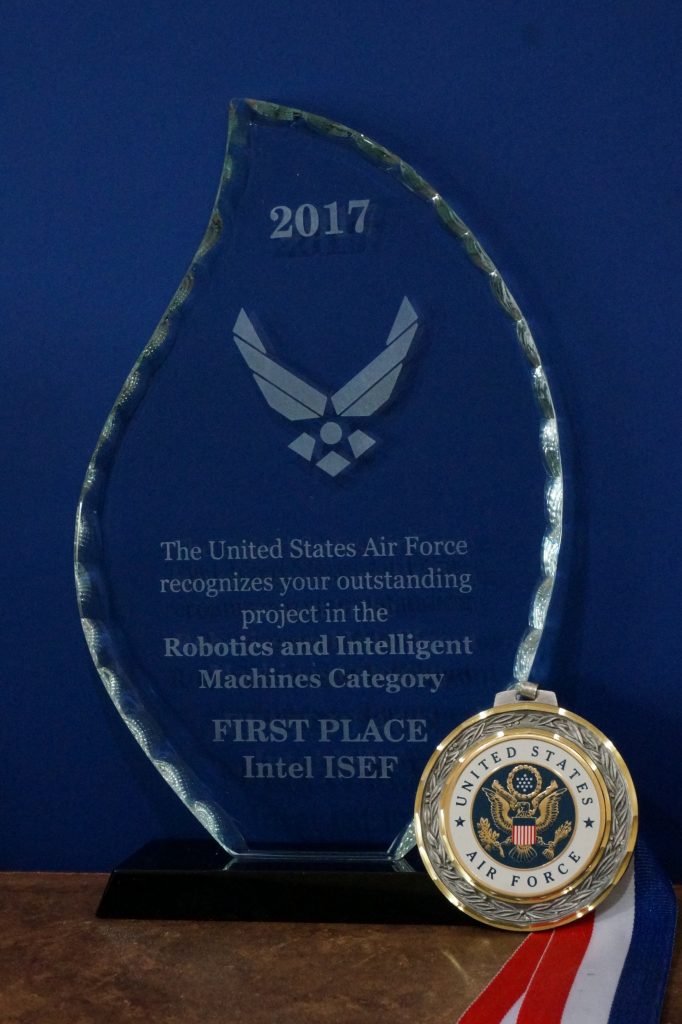 2017
The United States Air Force
recognizes your outstanding
project in the
Robotics and Intelligent
Machines Category
FIRST PLACE
Intel ISEF
UNITED STATES
AIR FORCE